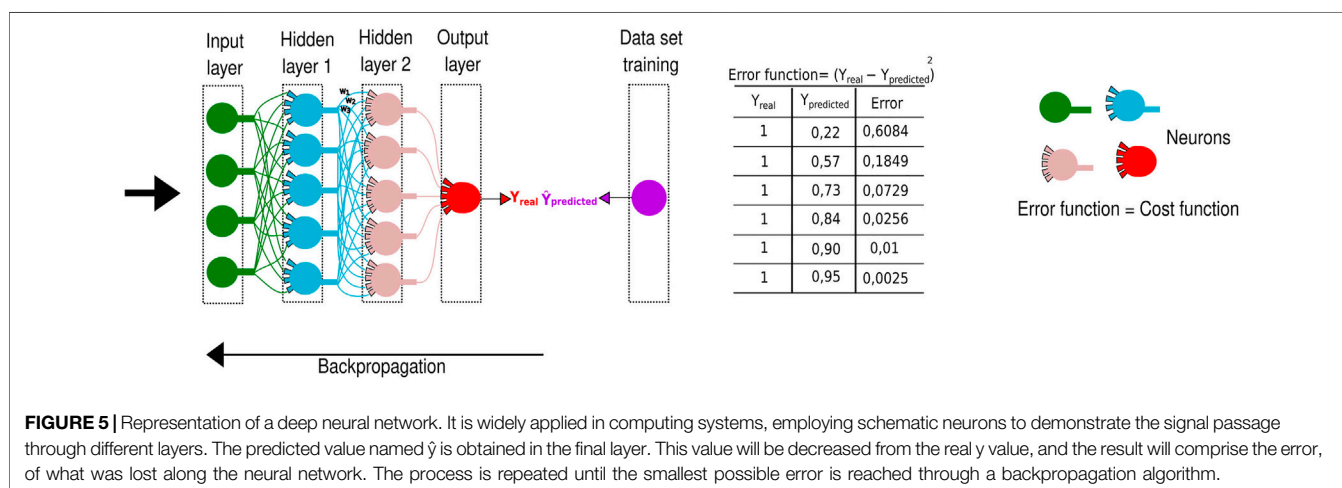 Input layer
Hidden layer 1
Hidden layer 2
Output layer
Data set training
w1
w2
w3
Yreal Ŷpredicted
Backpropagation
Error function= (Yreal – Ypredicted)2
Yreal Ypredicted Error
1 0,22 0,6084
1 0,57 0,1849
1 0,73 0,0729
1 0,84 0,0256
1 0,90 0,01
1 0,95 0,0025
Neurons
Error function = Cost function
FIGURE 5 | Representation of a deep neural network. It is widely applied in computing systems, employing schematic neurons to demonstrate the signal passage
through different layers. The predicted value named ŷ is obtained in the final layer. This value will be decreased from the real y value, and the result will comprise the error,
of what was lost along the neural network. The process is repeated until the smallest possible error is reached through a backpropagation algorithm.